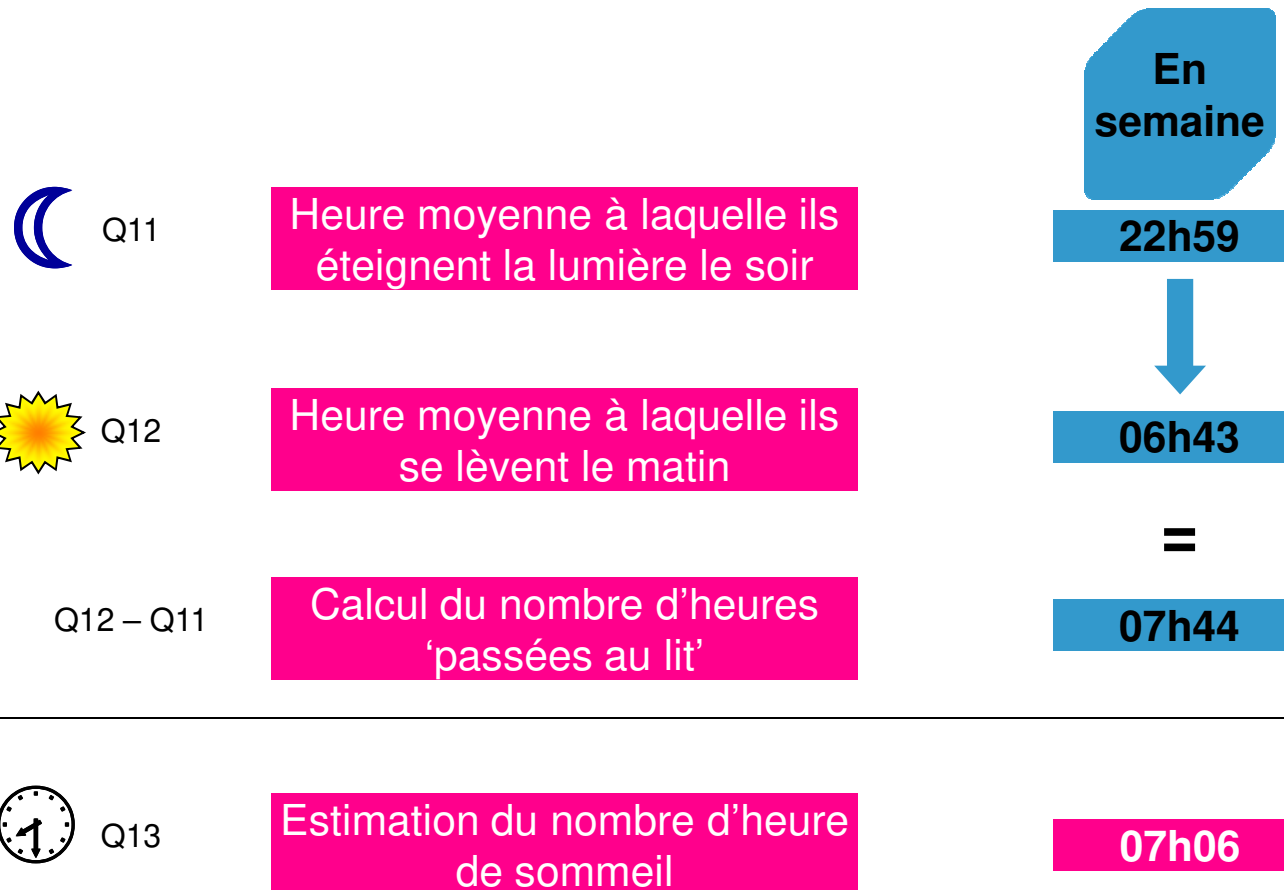 En
semaine
Q11
Heure moyenne à laquelle ils
éteignent la lumière le soir
22h59
Q12
Heure moyenne à laquelle ils
se lèvent le matin
06h43
=
Q12 – Q11
Calcul du nombre d’heures
‘passées au lit’
07h44
Q13
Estimation du nombre d’heure
de sommeil
07h06